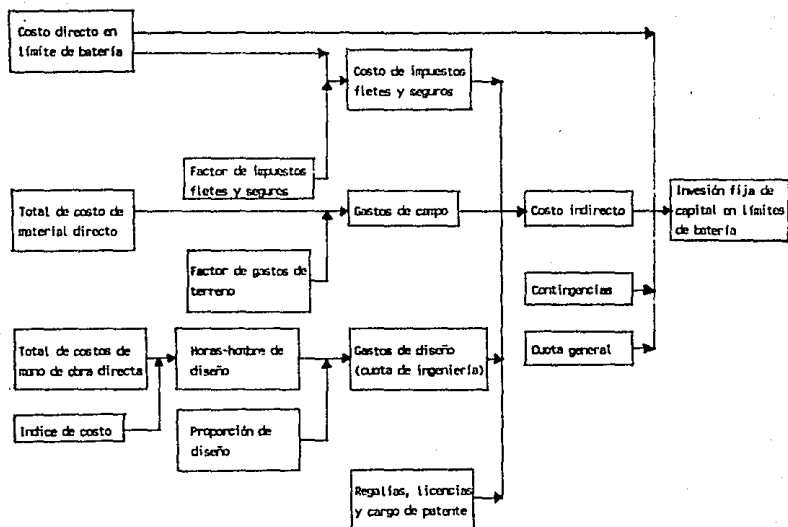 Costo directo en
límite de batería
Costo de impuestos
fletes y seguros
Factor de impuestos
fletes y seguros
Total de costo de
material directo
Gastos de campo
Costo indirecto
Invesión fija de
capital en límites
de batería
Factor de gastos de
terreno
Contingencias
Total de costos de
mano de obra directa
Horas-hombre de
diseño
Gastos de diseño
(cuota de ingeniería)
Cuota general
Indice de costo
Proporción de
diseño
Regalías, licencias
y cargo de patente